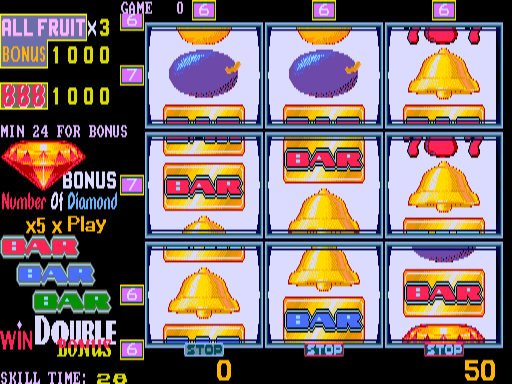 GAME 0
6 6 6 6
ALL FRUIT x3
BONUS 1000
888 1000
7
MIN 24 FOR BONUS
BONUS
7
Number Of Diamond
x5 x Play
BAR
BAR
BAR
BAR
BAR
BAR
6
BAR
BAR
WIN DOUBLE
BONUS
6
STOP STOP STOP
0 50
SKILL TIME: 28